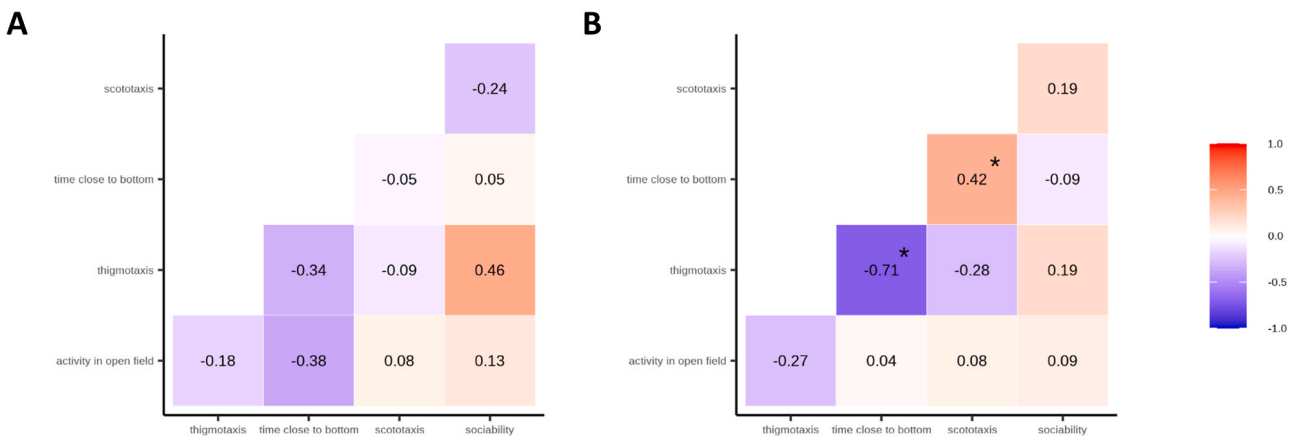 A
B
scototaxis
-0.24
time close to bottom
-0.05
0.05
thigmotaxis
-0.34
-0.09
0.46
activity in open field
-0.18
-0.38
0.08
0.13
thigmotaxis
time close to bottom
scototaxis
sociability
scototaxis
0.19
time close to bottom
0.42 *
-0.09
thigmotaxis
-0.71 *
-0.28
0.19
activity in open field
-0.27
0.04
0.08
0.09
thigmotaxis
time close to bottom
scototaxis
sociability
1.0
0.5
0.0
-0.5
-1.0